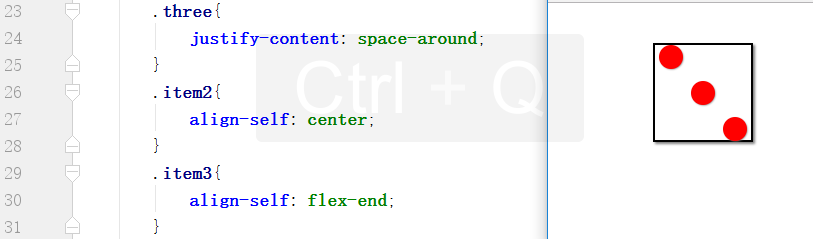 23 .three{
24 justify-content: space-around;
25 }
26 .item2{
27 align-self: center;
28 }
29 .item3{
30 align-self: flex-end;
31 }
Ctrl + Q